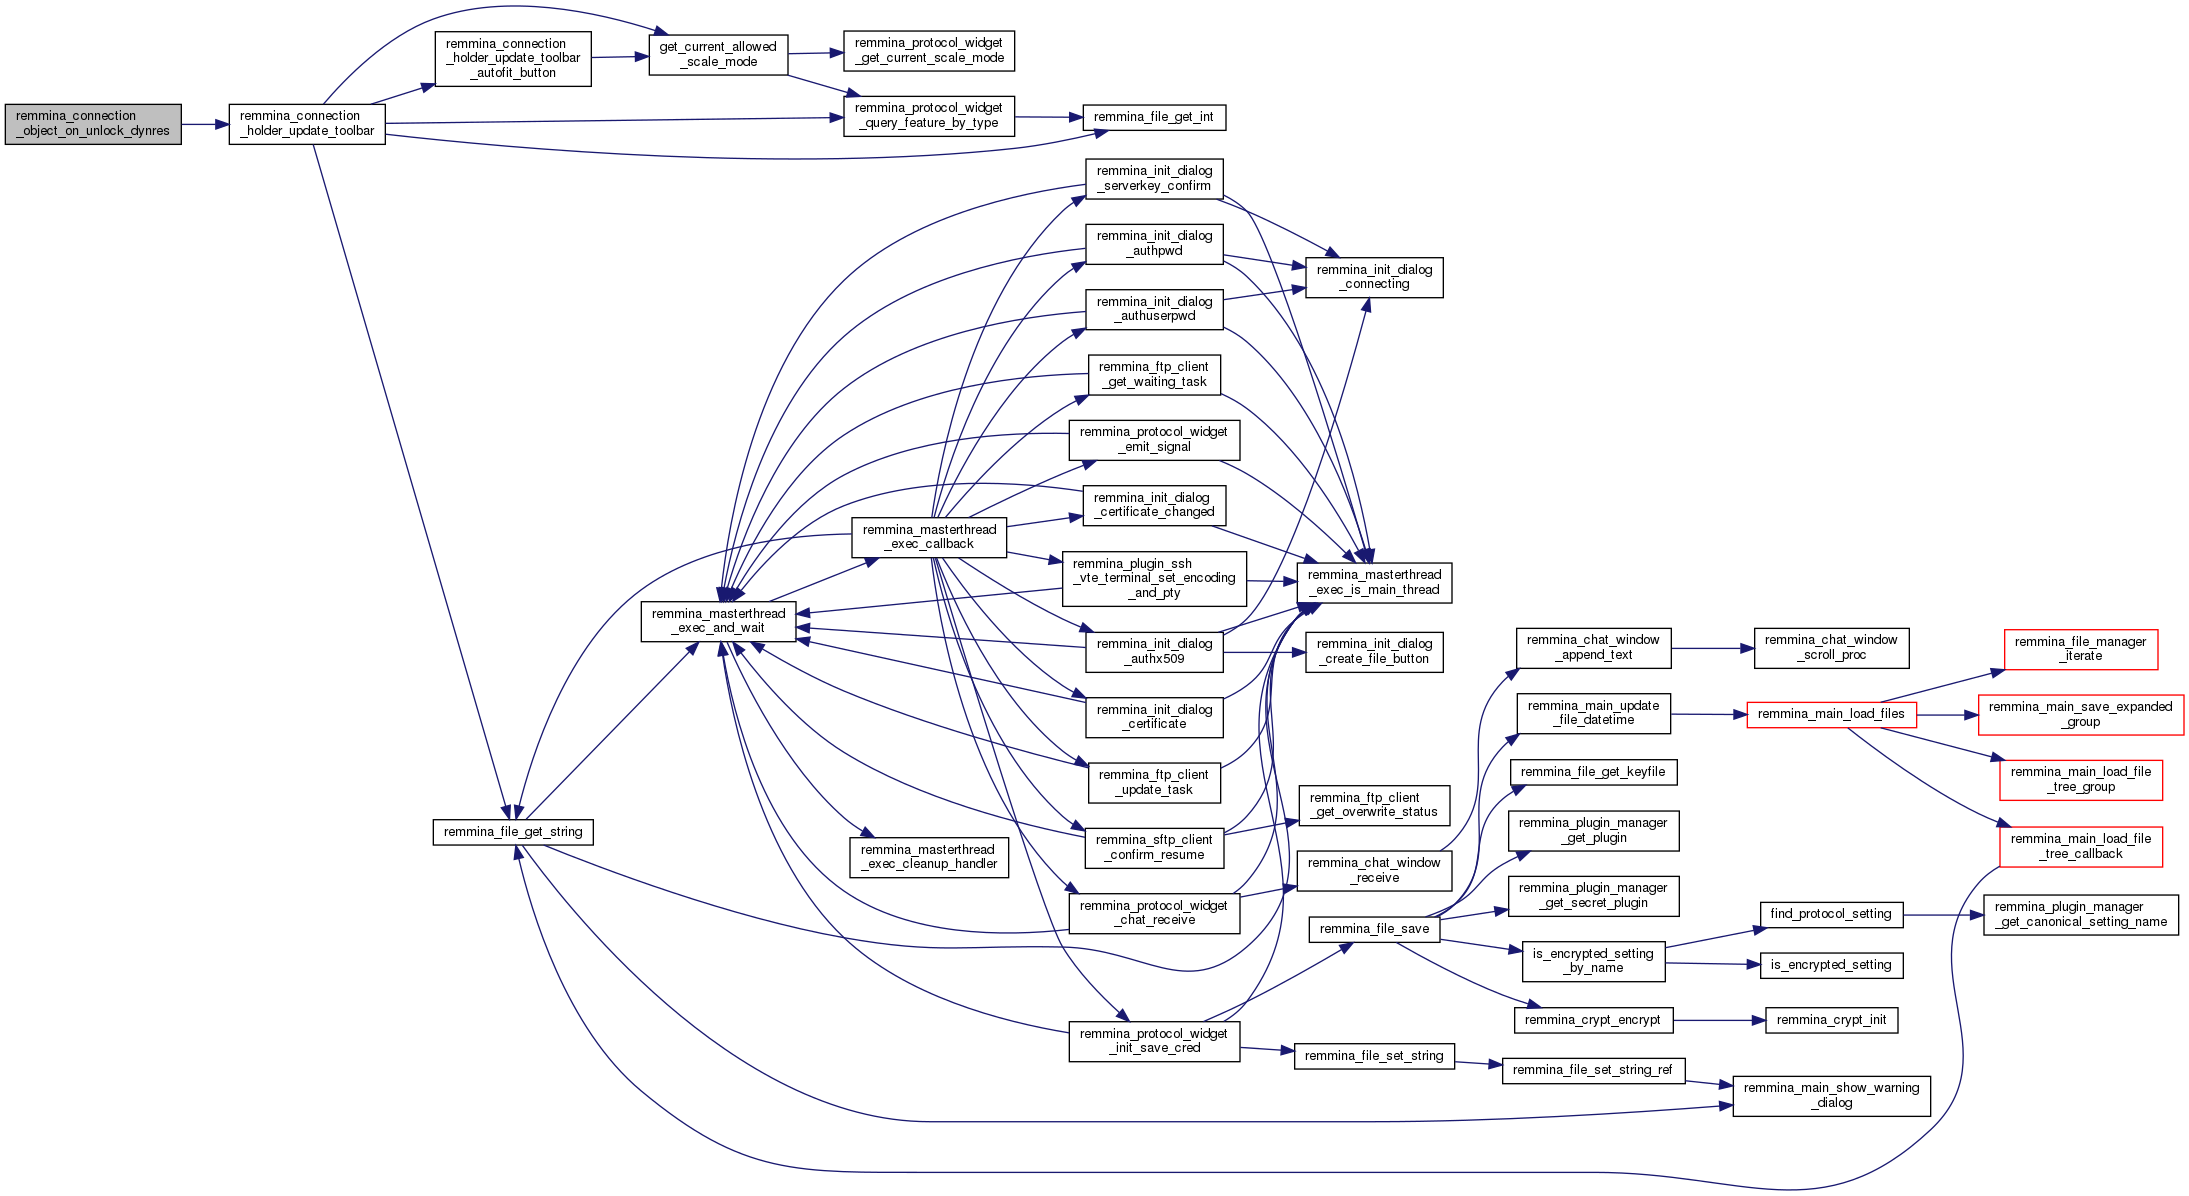 remmina_connection
_object_on_unlock_dynres
remmina_connection
_holder_update_toolbar
remmina_connection
_holder_update_toolbar
_autofit_button
get_current_allowed
_scale_mode
remmina_protocol_widget
_get_current_scale_mode
remmina_protocol_widget
_query_feature_by_type
remmina_file_get_int
remmina_file_get_string
remmina_masterthread
_exec_and_wait
remmina_masterthread
_exec_callback
remmina_masterthread
_exec_cleanup_handler
remmina_init_dialog
_serverkey_confirm
remmina_init_dialog
_authpwd
remmina_init_dialog
_authuserpwd
remmina_ftp_client
_get_waiting_task
remmina_protocol_widget
_emit_signal
remmina_init_dialog
_certificate_changed
remmina_plugin_ssh
_vte_terminal_set_encoding
_and_pty
remmina_init_dialog
_authx509
remmina_init_dialog
_certificate
remmina_ftp_client
_update_task
remmina_sftp_client
_confirm_resume
remmina_protocol_widget
_chat_receive
remmina_protocol_widget
_init_save_cred
remmina_init_dialog
_connecting
remmina_masterthread
_exec_is_main_thread
remmina_init_dialog
_create_file_button
remmina_ftp_client
_get_overwrite_status
remmina_chat_window
_receive
remmina_file_save
remmina_file_set_string
remmina_chat_window
_append_text
remmina_main_update
_file_datetime
remmina_file_get_keyfile
remmina_plugin_manager
_get_plugin
remmina_plugin_manager
_get_secret_plugin
is_encrypted_setting
_by_name
remmina_crypt_encrypt
remmina_file_set_string_ref
remmina_chat_window
_scroll_proc
remmina_main_load_files
find_protocol_setting
is_encrypted_setting
remmina_crypt_init
remmina_main_show_warning
_dialog
remmina_file_manager
_iterate
remmina_main_save_expanded
_group
remmina_main_load_file
_tree_group
remmina_main_load_file
_tree_callback
remmina_plugin_manager
_get_canonical_setting_name